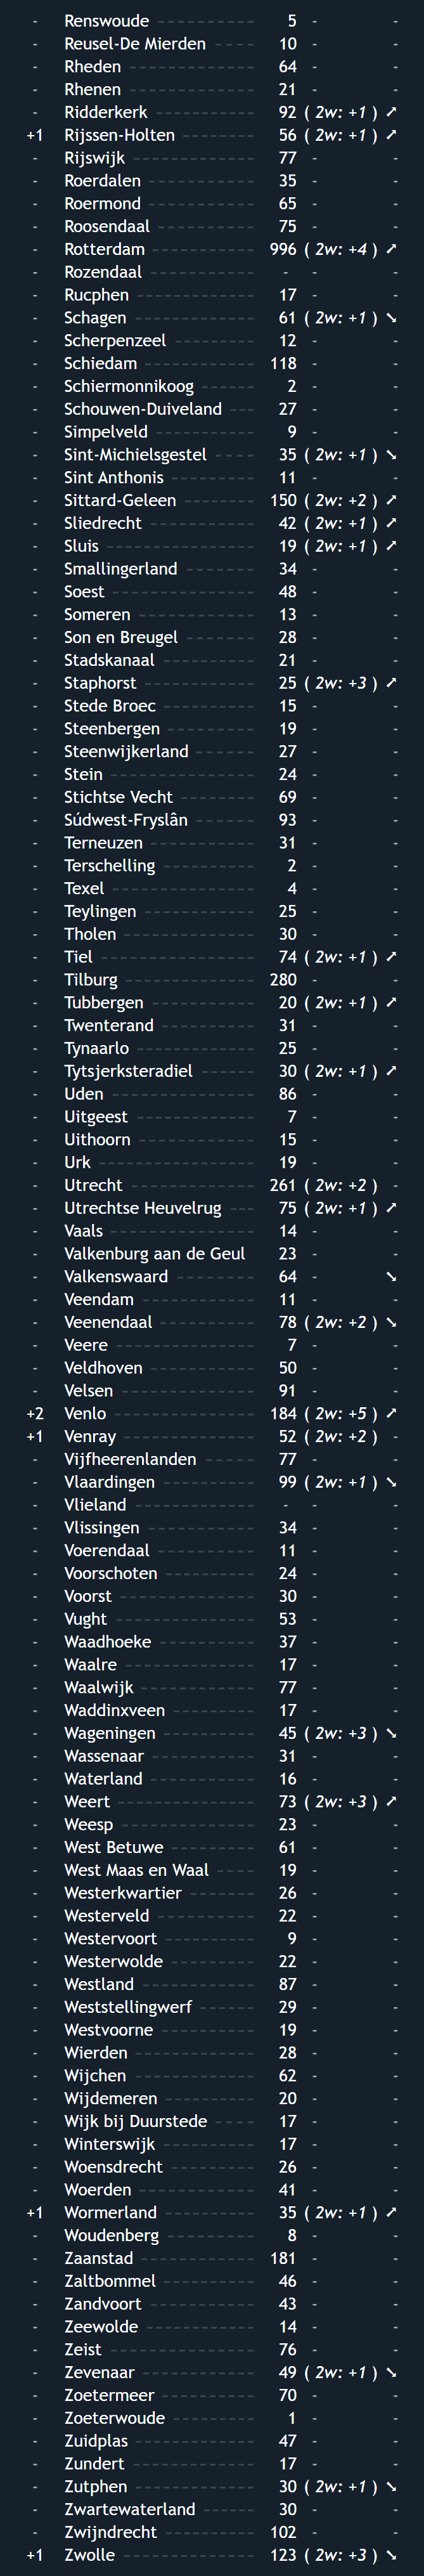 - Renswoude ----------- 5 - -
- Reusel-De Mierden ----- 10 - -
- Rheden --------------- 64 - -
- Rhenen --------------- 21 - -
- Ridderkerk ------------ 92 ( 2w: +1 ) ➚
+1 Rijssen-Holten --------- 56 ( 2w: +1 ) ➚
- Rijswijk -------------- 77 - -
- Roerdalen ------------ 35 - -
- Roermond ------------ 65 - -
- Roosendaal ----------- 75 - -
- Rotterdam ------------ 996 ( 2w: +4 ) ➚
- Rozendaal ------------ - - -
- Rucphen ------------- 17 - -
- Schagen -------------- 61 ( 2w: +1 ) ➘
- Scherpenzeel ---------- 12 - -
- Schiedam ------------- 118 - -
- Schiermonnikoog ------ 2 - -
- Schouwen-Duiveland --- 27 - -
- Simpelveld ------------ 9 - -
- Sint-Michielsgestel ----- 35 ( 2w: +1 ) ➘
- Sint Anthonis ---------- 11 - -
- Sittard-Geleen --------- 150 ( 2w: +2 ) ➚
- Sliedrecht ------------- 42 ( 2w: +1 ) ➚
- Sluis ----------------- 19 ( 2w: +1 ) ➚
- Smallingerland -------- 34 - -
- Soest ---------------- 48 - -
- Someren ------------- 13 - -
- Son en Breugel -------- 28 - -
- Stadskanaal ----------- 21 - -
- Staphorst ------------- 25 ( 2w: +3 ) ➚
- Stede Broec ----------- 15 - -
- Steenbergen ---------- 19 - -
- Steenwijkerland ------- 27 - -
- Stein ----------------- 24 - -
- Stichtse Vecht --------- 69 - -
- Súdwest-Fryslân ------- 93 - -
- Terneuzen ------------ 31 - -
- Terschelling ----------- 2 - -
- Texel ---------------- 4 - -
- Teylingen ------------- 25 - -
- Tholen --------------- 30 - -
- Tiel ------------------ 74 ( 2w: +1 ) ➚
- Tilburg --------------- 280 - -
- Tubbergen ------------ 20 ( 2w: +1 ) ➚
- Twenterand ----------- 31 - -
- Tynaarlo ------------- 25 - -
- Tytsjerksteradiel ------- 30 ( 2w: +1 ) ➚
- Uden ---------------- 86 - -
- Uitgeest -------------- 7 - -
- Uithoorn ------------- 15 - -
- Urk ------------------ 19 - -
- Utrecht -------------- 261 ( 2w: +2 ) -
- Utrechtse Heuvelrug --- 75 ( 2w: +1 ) ➚
- Vaals ---------------- 14 - -
- Valkenburg aan de Geul 23 - -
- Valkenswaard --------- 64 - ➘
- Veendam ------------- 11 - -
- Veenendaal ----------- 78 ( 2w: +2 ) ➘
- Veere ---------------- 7 - -
- Veldhoven ------------ 50 - -
- Velsen --------------- 91 - -
+2 Venlo ---------------- 184 ( 2w: +5 ) ➚
+1 Venray --------------- 52 ( 2w: +2 ) -
- Vijfheerenlanden ------ 77 - -
- Vlaardingen ----------- 99 ( 2w: +1 ) ➘
- Vlieland -------------- - - -
- Vlissingen ------------ 34 - -
- Voerendaal ----------- 11 - -
- Voorschoten ---------- 24 - -
- Voorst --------------- 30 - -
- Vught ---------------- 53 - -
- Waadhoeke ----------- 37 - -
- Waalre --------------- 17 - -
- Waalwijk ------------- 77 - -
- Waddinxveen --------- 17 - -
- Wageningen ---------- 45 ( 2w: +3 ) ➘
- Wassenaar ------------ 31 - -
- Waterland ------------ 16 - -
- Weert ---------------- 73 ( 2w: +3 ) ➚
- Weesp --------------- 23 - -
- West Betuwe ---------- 61 - -
- West Maas en Waal ---- 19 - -
- Westerkwartier -------- 26 - -
- Westerveld ----------- 22 - -
- Westervoort ---------- 9 - -
- Westerwolde ---------- 22 - -
- Westland ------------- 87 - -
- Weststellingwerf ------ 29 - -
- Westvoorne ----------- 19 - -
- Wierden -------------- 28 - -
- Wijchen -------------- 62 - -
- Wijdemeren ---------- 20 - -
- Wijk bij Duurstede ---- 17 - -
- Winterswijk ----------- 17 - -
- Woensdrecht ---------- 26 - -
- Woerden ------------- 41 - -
+1 Wormerland ---------- 35 ( 2w: +1 ) ➚
- Woudenberg ---------- 8 - -
- Zaanstad ------------- 181 - -
- Zaltbommel ----------- 46 - -
- Zandvoort ------------ 43 - -
- Zeewolde ------------ 14 - -
- Zeist ----------------- 76 - -
- Zevenaar ------------- 49 ( 2w: +1 ) ➘
- Zoetermeer ----------- 70 - -
- Zoeterwoude ---------- 1 - -
- Zuidplas ------------- 47 - -
- Zundert -------------- 17 - -
- Zutphen ------------- 30 ( 2w: +1 ) ➘
- Zwartewaterland ------ 30 - -
- Zwijndrecht ----------- 102 - -
+1 Zwolle --------------- 123 ( 2w: +3 ) ➘